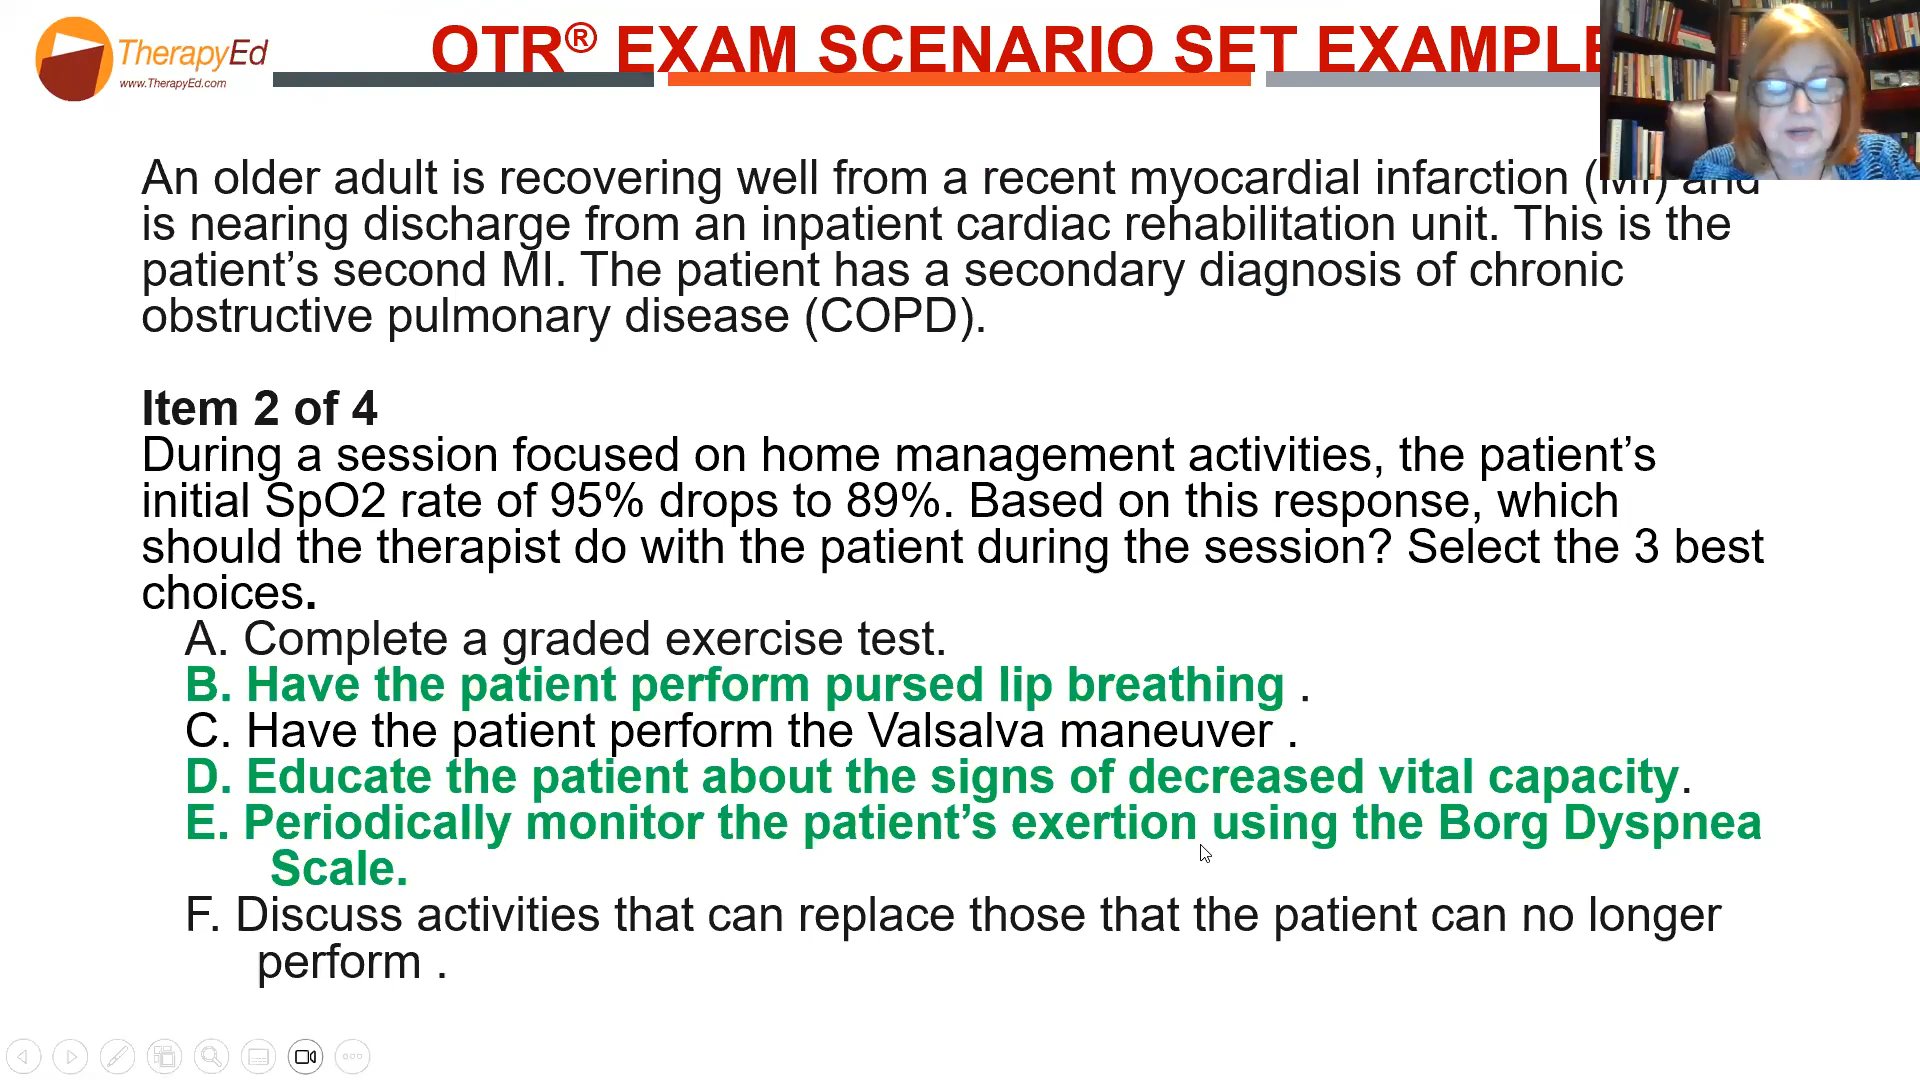 TherapyEd
www.TherapyEd.com
OTR® EXAM SCENARIO SET EXAMPLE
An older adult is recovering well from a recent myocardial infarction (MI) and
is nearing discharge from an inpatient cardiac rehabilitation unit. This is the
patient’s second MI. The patient has a secondary diagnosis of chronic
obstructive pulmonary disease (COPD).
Item 2 of 4
During a session focused on home management activities, the patient’s
initial SpO2 rate of 95% drops to 89%. Based on this response, which
should the therapist do with the patient during the session? Select the 3 best
choices.
A. Complete a graded exercise test.
B. Have the patient perform pursed lip breathing .
C. Have the patient perform the Valsalva maneuver .
D. Educate the patient about the signs of decreased vital capacity.
E. Periodically monitor the patient’s exertion using the Borg Dyspnea
Scale.
F. Discuss activities that can replace those that the patient can no longer
perform .